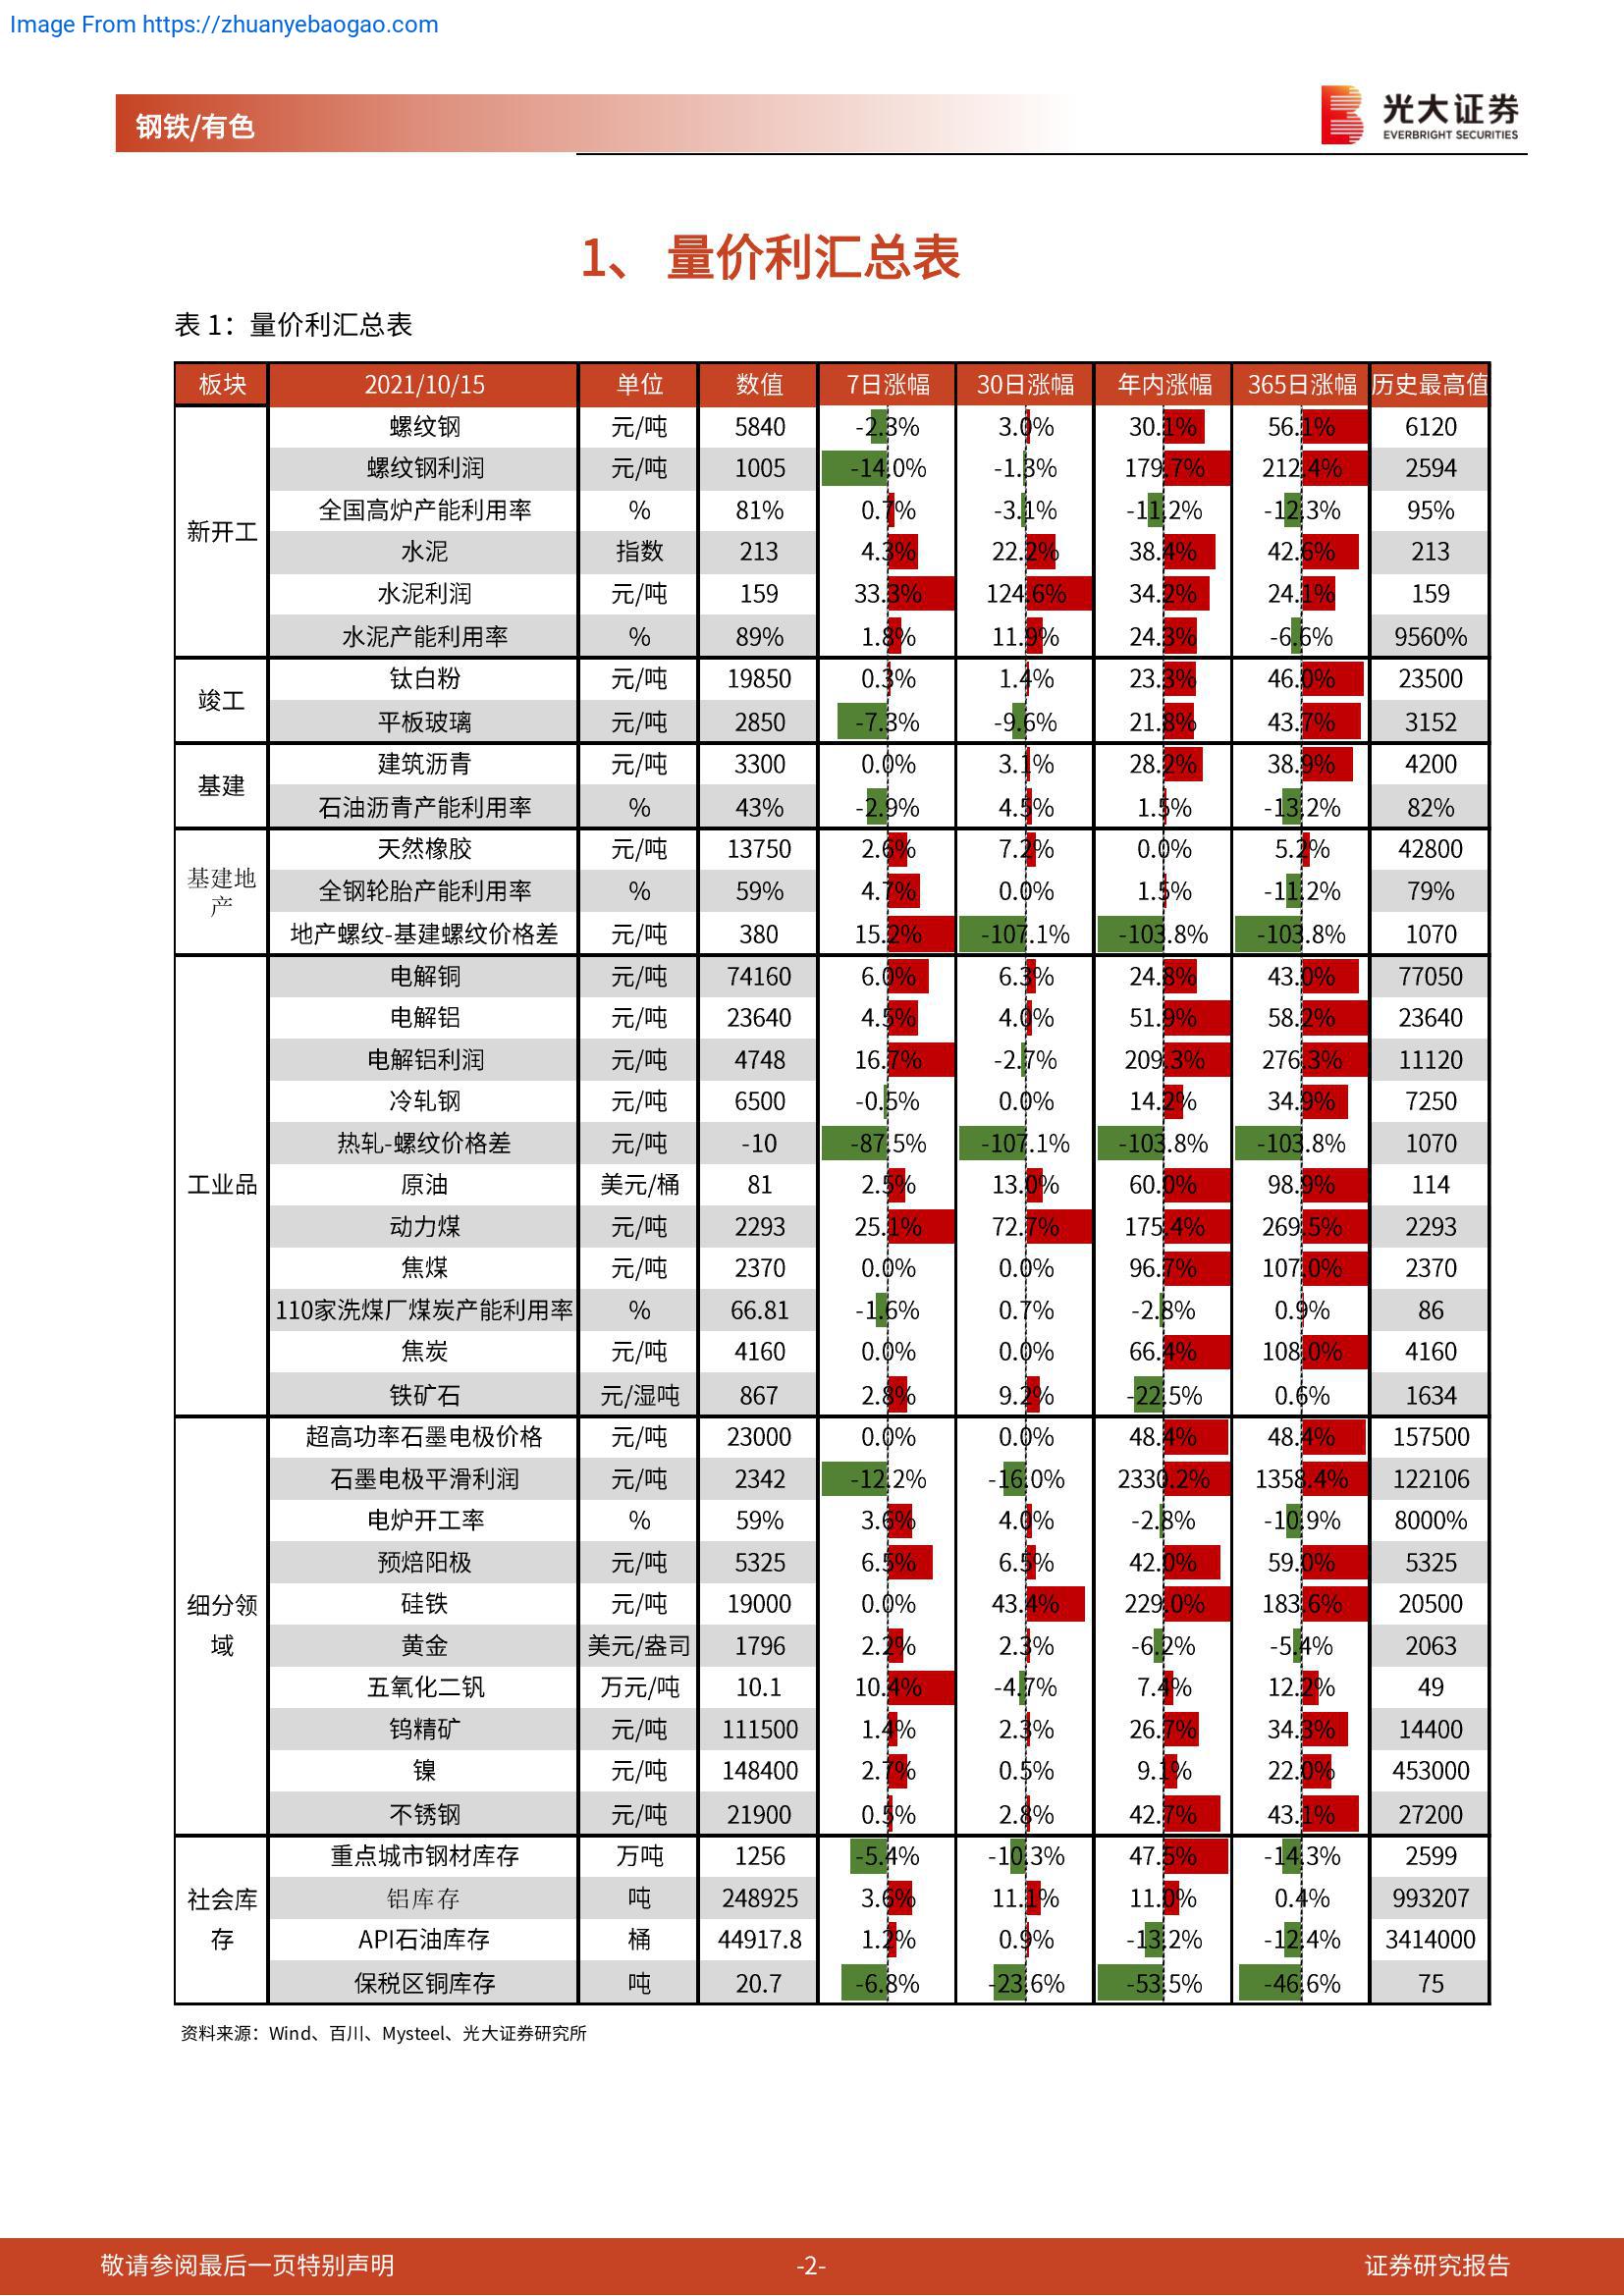 Image From https://zhuanyebaogao.com
钢铁/有色
光大证券
EVERBRIGHT SECURITIES
1、 量价利汇总表
表 1：量价利汇总表
板块 2021/10/15 单位 数值 7日涨幅 30日涨幅 年内涨幅 365日涨幅 历史最高值
新开工
螺纹钢 元/吨 5840 -2.3% 3.0% 30.1% 56.1% 6120
螺纹钢利润 元/吨 1005 -14.0% -1.3% 179.7% 212.4% 2594
全国高炉产能利用率 % 81% 0.7% -3.1% -11.2% -12.3% 95%
水泥 指数 213 4.3% 22.2% 38.4% 42.6% 213
水泥利润 元/吨 159 33.3% 124.6% 34.2% 24.1% 159
水泥产能利用率 % 89% 1.8% 11.9% 24.3% -6.6% 9560%
竣工
钛白粉 元/吨 19850 0.3% 1.4% 23.3% 46.0% 23500
平板玻璃 元/吨 2850 -7.3% -9.6% 21.8% 43.7% 3152
基建
建筑沥青 元/吨 3300 0.0% 3.1% 28.2% 38.9% 4200
石油沥青产能利用率 % 43% -2.9% 4.5% 1.5% -13.2% 82%
基建地
产
天然橡胶 元/吨 13750 2.6% 7.2% 0.0% 5.2% 42800
全钢轮胎产能利用率 % 59% 4.7% 0.0% 1.5% -11.2% 79%
地产螺纹-基建螺纹价格差 元/吨 380 15.2% -107.1% -103.8% -103.8% 1070
工业品
电解铜 元/吨 74160 6.0% 6.3% 24.8% 43.0% 77050
电解铝 元/吨 23640 4.5% 4.0% 51.9% 58.2% 23640
电解铝利润 元/吨 4748 16.7% -2.7% 209.3% 276.3% 11120
冷轧钢 元/吨 6500 -0.5% 0.0% 14.2% 34.9% 7250
热轧-螺纹价格差 元/吨 -10 -87.5% -107.1% -103.8% -103.8% 1070
原油 美元/桶 81 2.5% 13.0% 60.0% 98.9% 114
动力煤 元/吨 2293 25.1% 72.7% 175.4% 269.5% 2293
焦煤 元/吨 2370 0.0% 0.0% 96.7% 107.0% 2370
110家洗煤厂煤炭产能利用率 % 66.81 -1.6% 0.7% -2.8% 0.9% 86
焦炭 元/吨 4160 0.0% 0.0% 66.4% 108.0% 4160
铁矿石 元/湿吨 867 2.8% 9.2% -22.5% 0.6% 1634
细分领
域
超高功率石墨电极价格 元/吨 23000 0.0% 0.0% 48.4% 48.4% 157500
石墨电极平滑利润 元/吨 2342 -12.2% -16.0% 2330.2% 1358.4% 122106
电炉开工率 % 59% 3.6% 4.0% -2.8% -10.9% 8000%
预焙阳极 元/吨 5325 6.5% 6.5% 42.0% 59.0% 5325
硅铁 元/吨 19000 0.0% 43.4% 229.0% 183.6% 20500
黄金 美元/盎司 1796 2.2% 2.3% -6.2% -5.4% 2063
五氧化二钒 万元/吨 10.1 10.4% -4.7% 7.4% 12.2% 49
钨精矿 元/吨 111500 1.4% 2.3% 26.7% 34.3% 14400
镍 元/吨 148400 2.7% 0.5% 9.1% 22.0% 453000
不锈钢 元/吨 21900 0.5% 2.8% 42.7% 43.1% 27200
社会库
存
重点城市钢材库存 万吨 1256 -5.4% -10.3% 47.5% -14.3% 2599
铝库存 吨 248925 3.6% 11.1% 11.0% 0.4% 993207
API石油库存 桶 44917.8 1.2% 0.9% -13.2% -12.4% 3414000
保税区铜库存 吨 20.7 -6.8% -23.6% -53.5% -46.6% 75
资料来源：Wind、百川、Mysteel、光大证券研究所
敬请参阅最后一页特别声明 -2- 证券研究报告